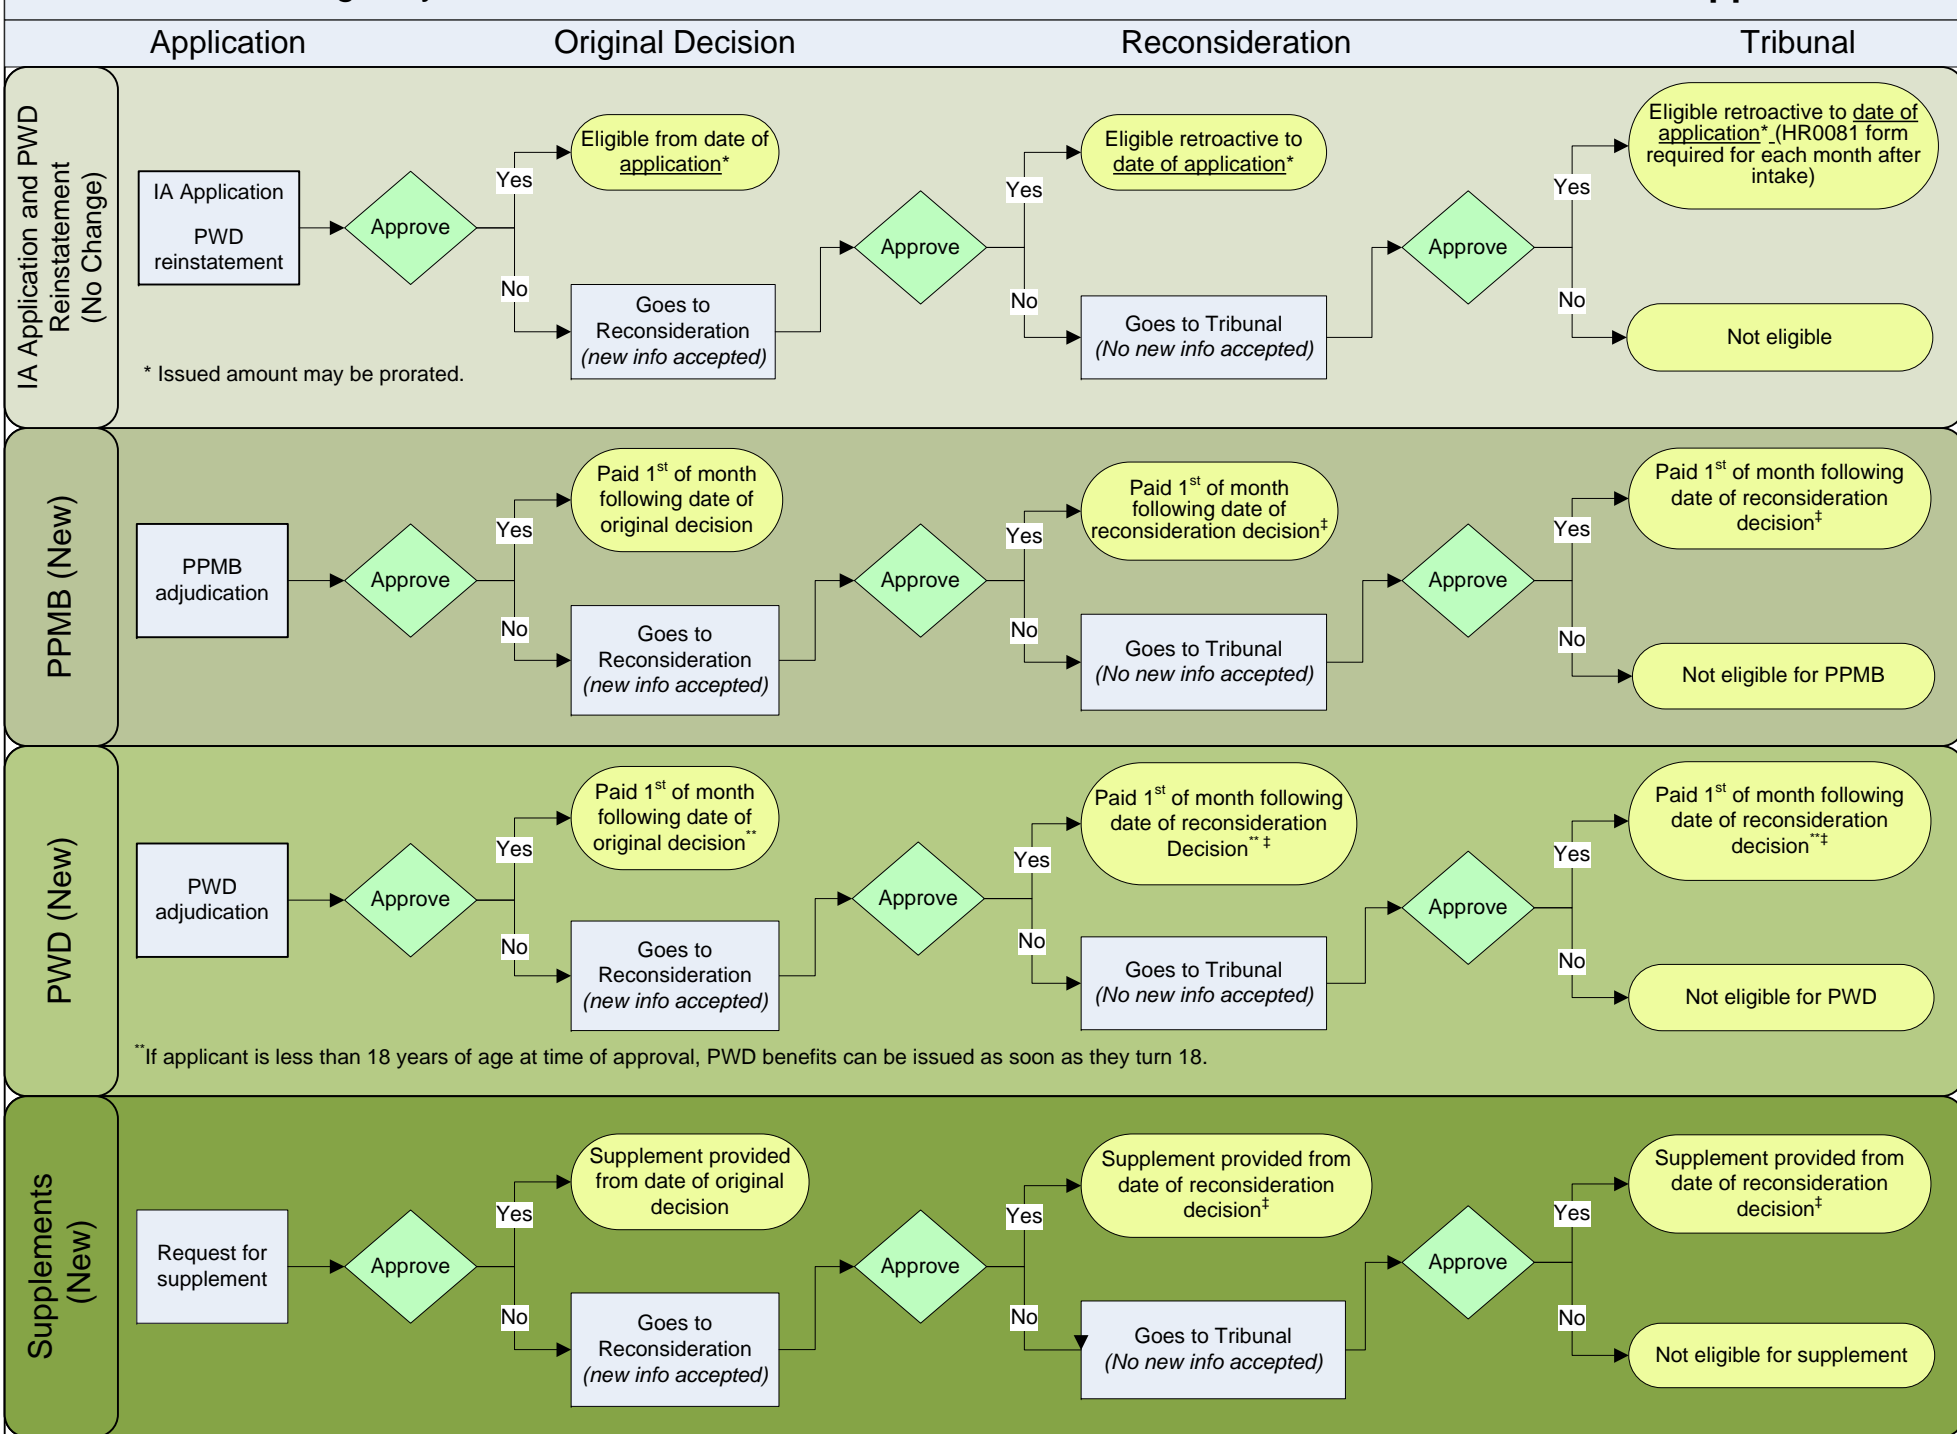 Application Original Decision Reconsideration Tribunal
IA Application and PWD
Reinstatement
(No Change)
IA Application
PWD
reinstatement
Approve
Yes
No
Eligible from date of
application*
Goes to
Reconsideration
(new info accepted)
Approve
Yes
No
Eligible retroactive to
date of application*
Goes to Tribunal
(No new info accepted)
Approve
Yes
No
Eligible retroactive to date of
application* (HR0081 form
required for each month after
intake)
Not eligible
* Issued amount may be prorated.
PPMB (New)
PPMB
adjudication
Approve
Yes
No
Paid 1st of month
following date of
original decision
Goes to
Reconsideration
(new info accepted)
Approve
Yes
No
Paid 1st of month
following date of
reconsideration decision‡
Goes to Tribunal
(No new info accepted)
Approve
Yes
No
Paid 1st of month following
date of reconsideration
decision‡
Not eligible for PPMB
PWD (New)
PWD
adjudication
Approve
Yes
No
Paid 1st of month
following date of
original decision**
Goes to
Reconsideration
(new info accepted)
Approve
Yes
No
Paid 1st of month following
date of reconsideration
Decision** ‡
Goes to Tribunal
(No new info accepted)
Approve
Yes
No
Paid 1st of month following
date of reconsideration
decision**‡
Not eligible for PWD
**If applicant is less than 18 years of age at time of approval, PWD benefits can be issued as soon as they turn 18.
Supplements
(New)
Request for
supplement
Approve
Yes
No
Supplement provided
from date of original
decision
Goes to
Reconsideration
(new info accepted)
Approve
Yes
No
Supplement provided from
date of reconsideration
decision‡
Goes to Tribunal
(No new info accepted)
Approve
Yes
No
Supplement provided from
date of reconsideration
decision‡
Not eligible for supplement